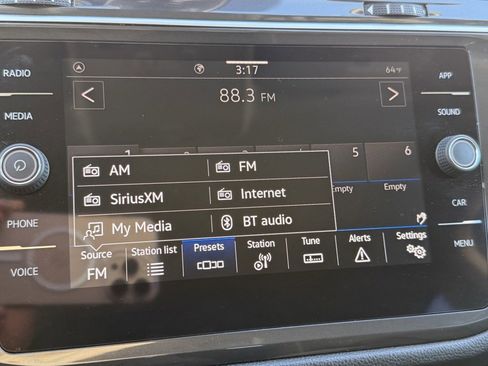 RADIO
3:17
64°F
APP
MEDIA
88.3 FM
SOUND
5
6
AM
FM
SiriusXM
Internet
Empty
Empty
My Media
BT audio
PHONE
CAR
Source
FM
Station list
Presets
Station
Tune
Alerts
Settings
VOICE
MENU